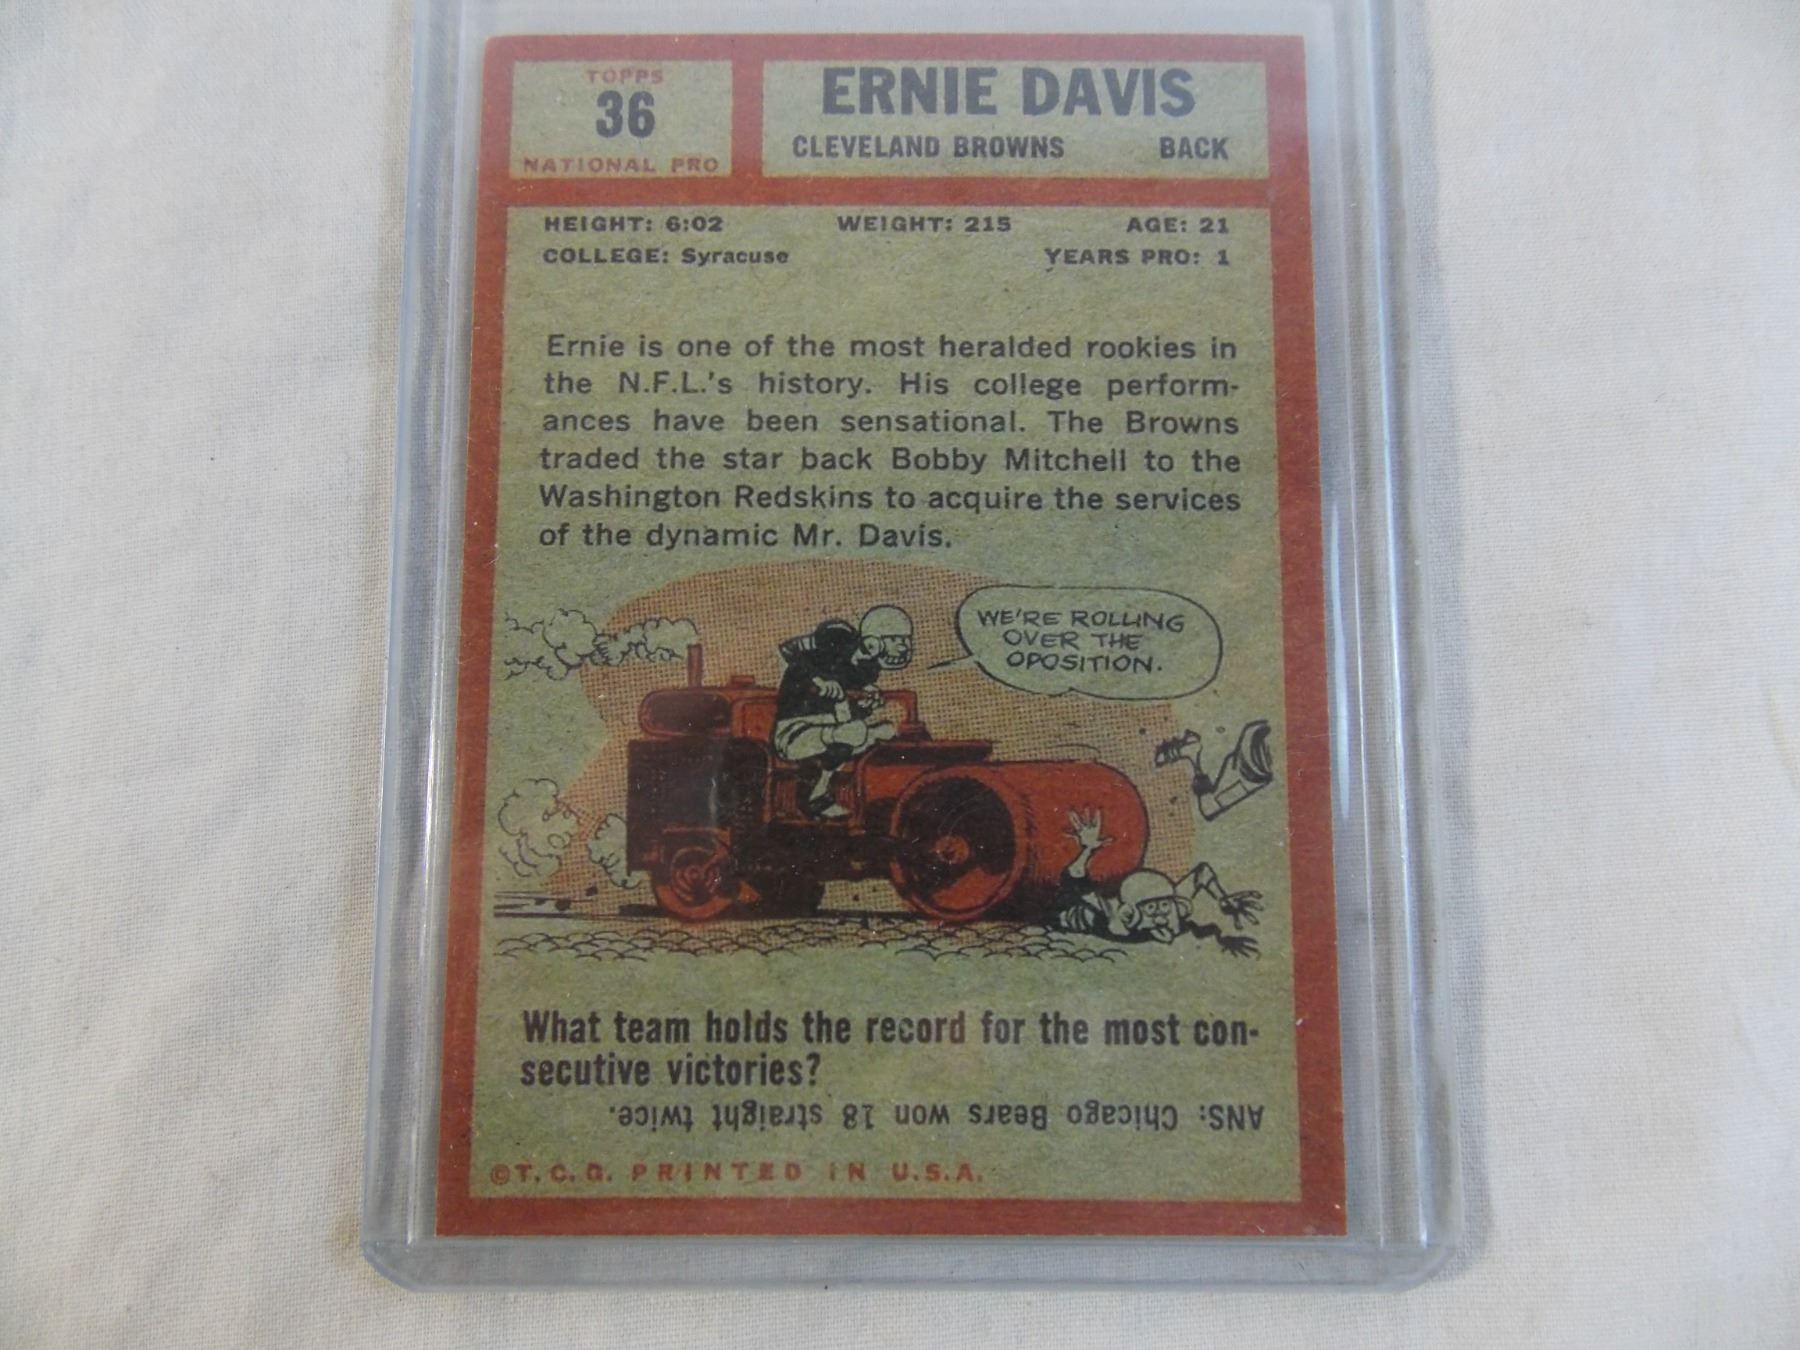 TOPPS
36
NATIONAL PRO
ERNIE DAVIS
CLEVELAND BROWNS BACK
HEIGHT: 6:02 WEIGHT: 215 AGE: 21
COLLEGE: Syracuse YEARS PRO: 1
Ernie is one of the most heralded rookies in
the N.F.L.'s history. His college perform-
ances have been sensational. The Browns
traded the star back Bobby Mitchell to the
Washington Redskins to acquire the services
of the dynamic Mr. Davis.
WE'RE ROLLING
OVER THE
OPOSITION.
What team holds the record for the most con-
secutive victories?
ANS: Chicago Bears won 18 straight twice.
©T.C.G. PRINTED IN U.S.A.